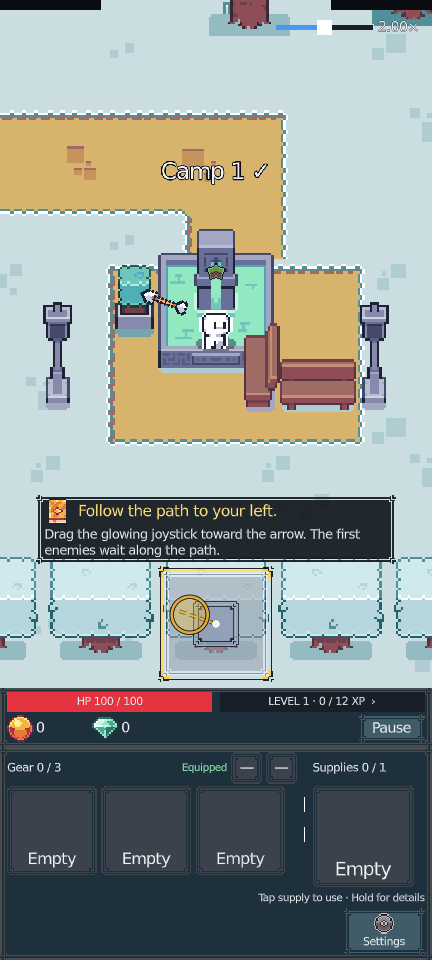 2.00×
Camp 1 ✓
Follow the path to your left.
Drag the glowing joystick toward the arrow. The first
enemies wait along the path.
HP 100 / 100
LEVEL 1 · 0 / 12 XP ›
0
0
Pause
Gear 0 / 3
Equipped
—
—
Supplies 0 / 1
Empty
Empty
Empty
Empty
Tap supply to use · Hold for details
Settings